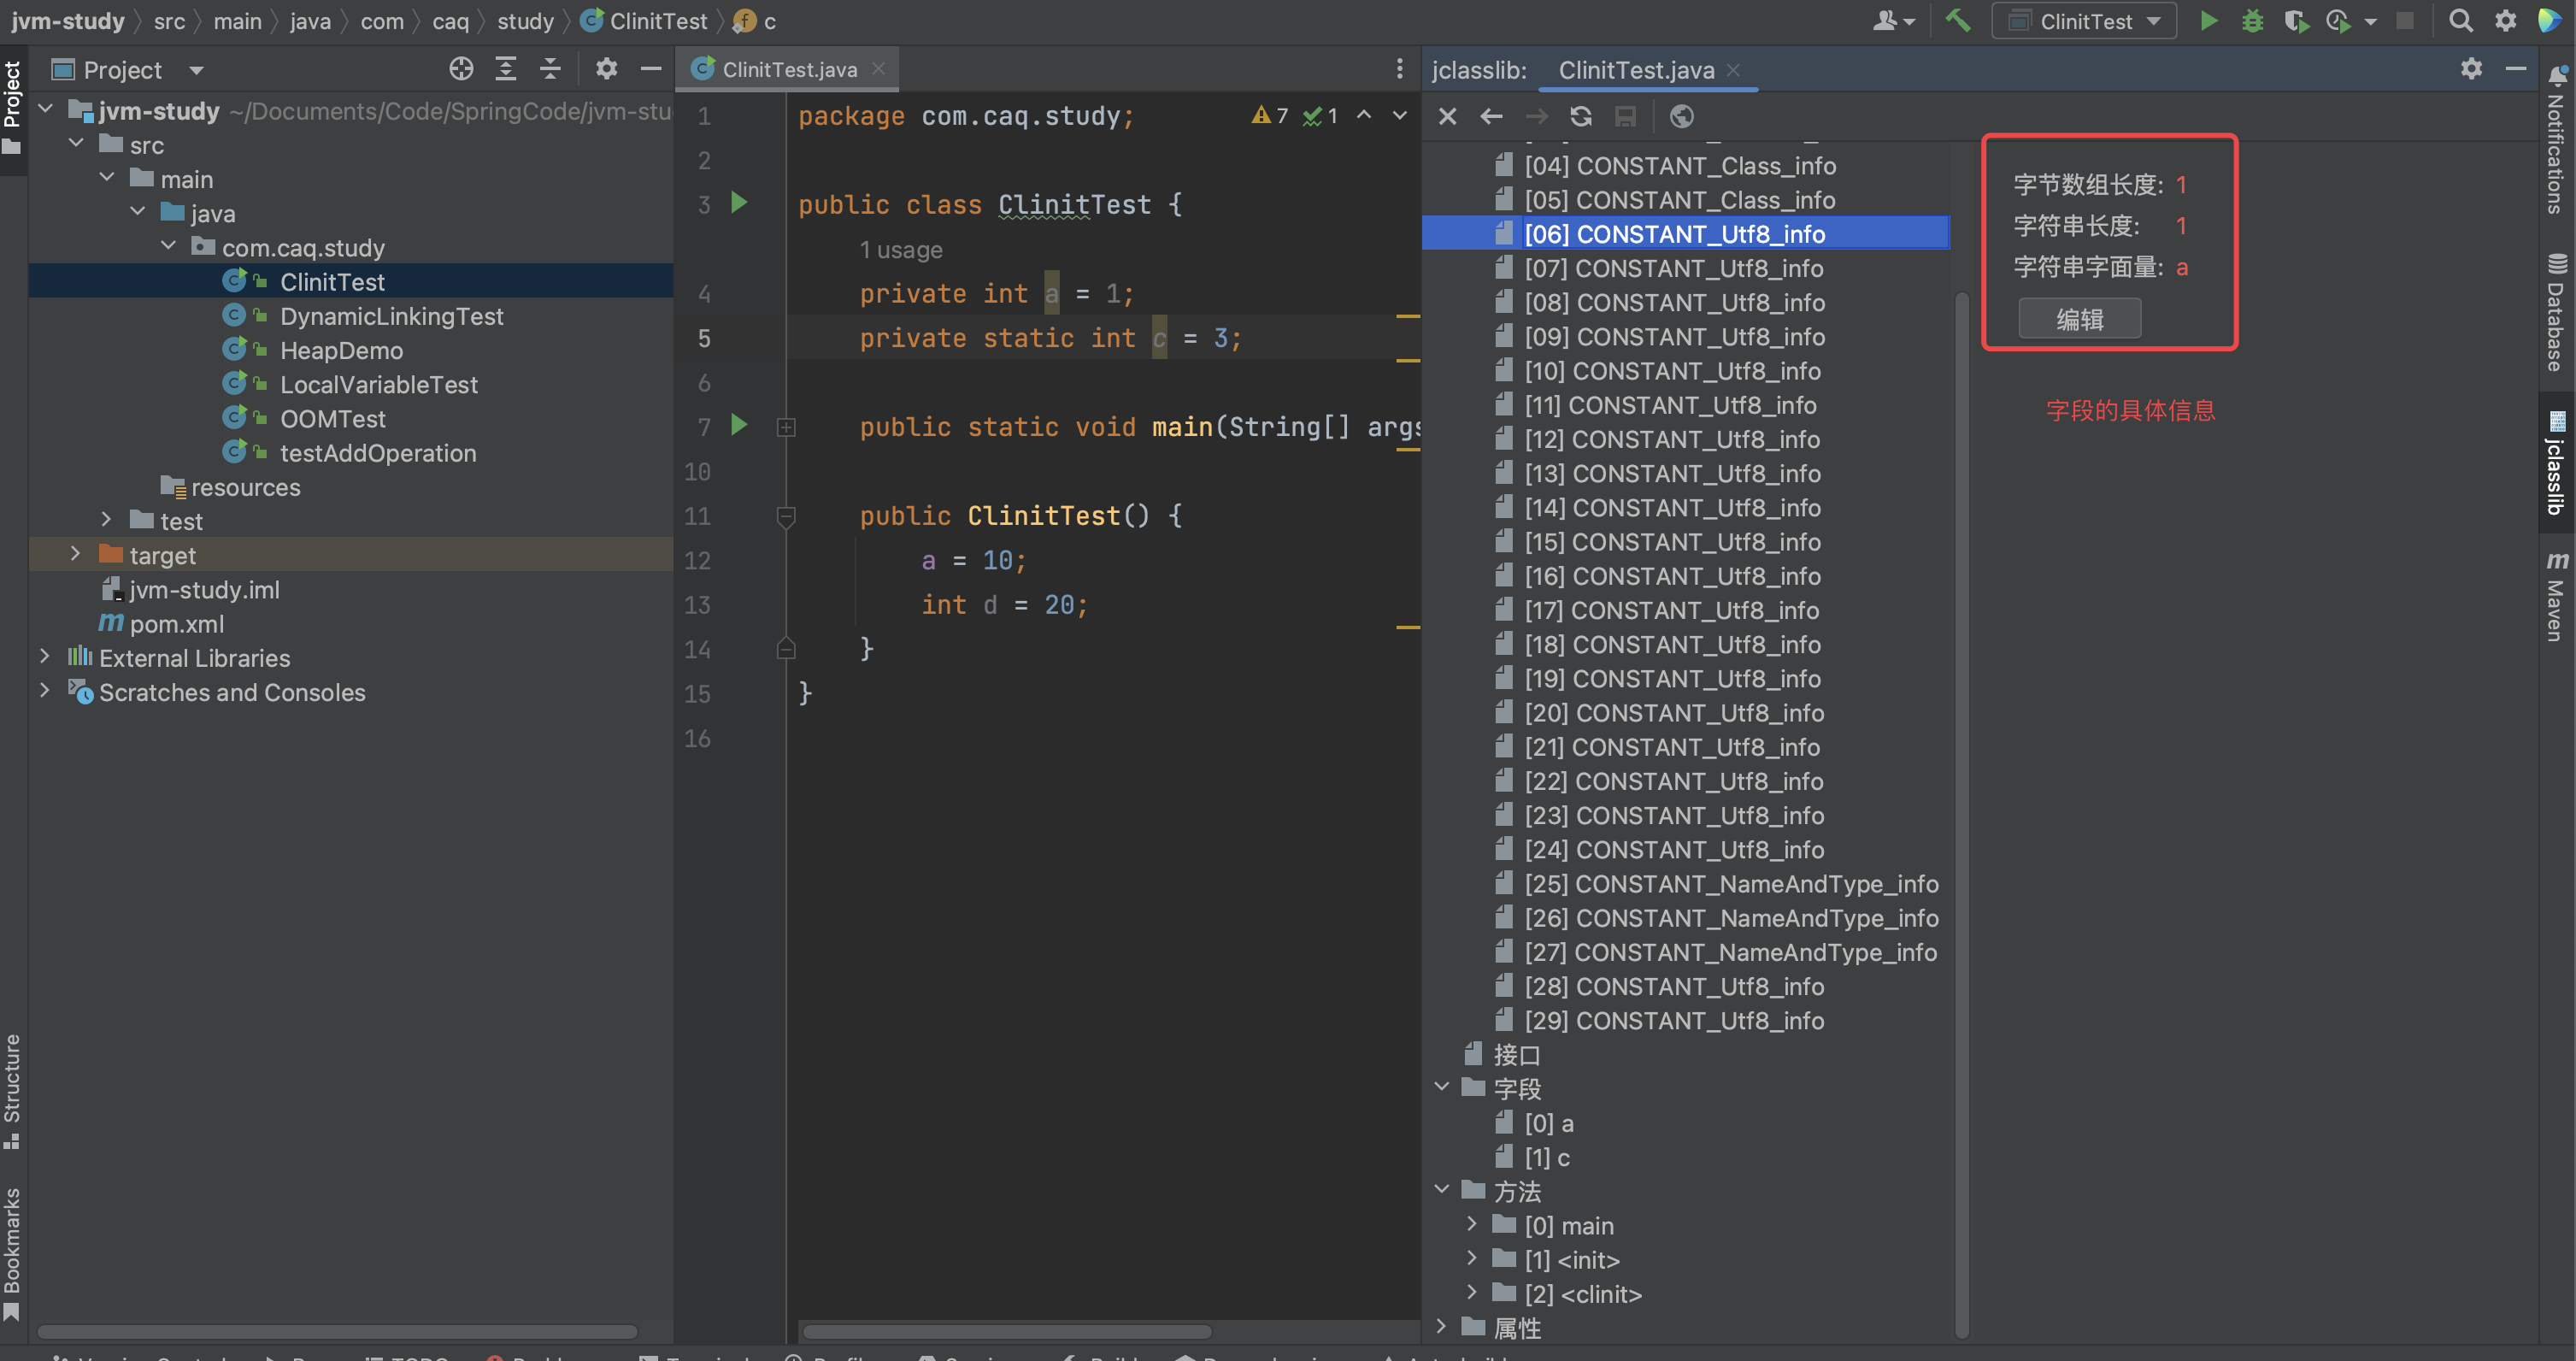 jvm-study src main java com caq study ClinitTest c
ClinitTest
Project
jvm-study ~/Documents/Code/SpringCode/jvm-stu
src
main
java
com.caq.study
ClinitTest
DynamicLinkingTest
HeapDemo
LocalVariableTest
OOMTest
testAddOperation
resources
test
target
jvm-study.iml
pom.xml
External Libraries
Scratches and Consoles
Project
Structure
Bookmarks
ClinitTest.java
7 1
1 package com.caq.study;
2
3 public class ClinitTest {
1 usage
4 private int a = 1;
5 private static int c = 3;
6
7 public static void main(String[] args
10
11 public ClinitTest() {
12 a = 10;
13 int d = 20;
14 }
15 }
16
jclasslib: ClinitTest.java
[04] CONSTANT_Class_info
[05] CONSTANT_Class_info
[06] CONSTANT_Utf8_info
[07] CONSTANT_Utf8_info
[08] CONSTANT_Utf8_info
[09] CONSTANT_Utf8_info
[10] CONSTANT_Utf8_info
[11] CONSTANT_Utf8_info
[12] CONSTANT_Utf8_info
[13] CONSTANT_Utf8_info
[14] CONSTANT_Utf8_info
[15] CONSTANT_Utf8_info
[16] CONSTANT_Utf8_info
[17] CONSTANT_Utf8_info
[18] CONSTANT_Utf8_info
[19] CONSTANT_Utf8_info
[20] CONSTANT_Utf8_info
[21] CONSTANT_Utf8_info
[22] CONSTANT_Utf8_info
[23] CONSTANT_Utf8_info
[24] CONSTANT_Utf8_info
[25] CONSTANT_NameAndType_info
[26] CONSTANT_NameAndType_info
[27] CONSTANT_NameAndType_info
[28] CONSTANT_Utf8_info
[29] CONSTANT_Utf8_info
接口
字段
[0] a
[1] c
方法
[0] main
[1] <init>
[2] <clinit>
属性
字节数组长度: 1
字符串长度: 1
字符串字面量: a
编辑
字段的具体信息
Notifications
Database
jclasslib
Maven